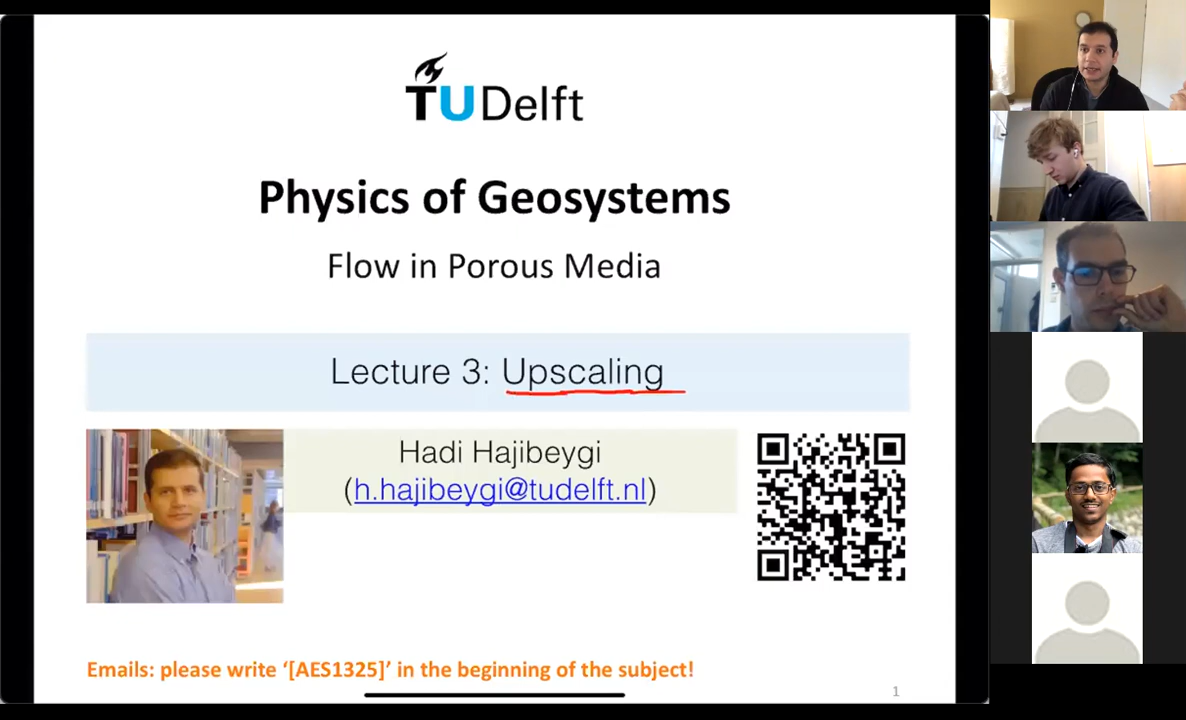 TU Delft
Physics of Geosystems
Flow in Porous Media
Lecture 3: Upscaling
Hadi Hajibeygi
(h.hajibeygi@tudelft.nl)
Emails: please write ‘[AES1325]’ in the beginning of the subject!
1